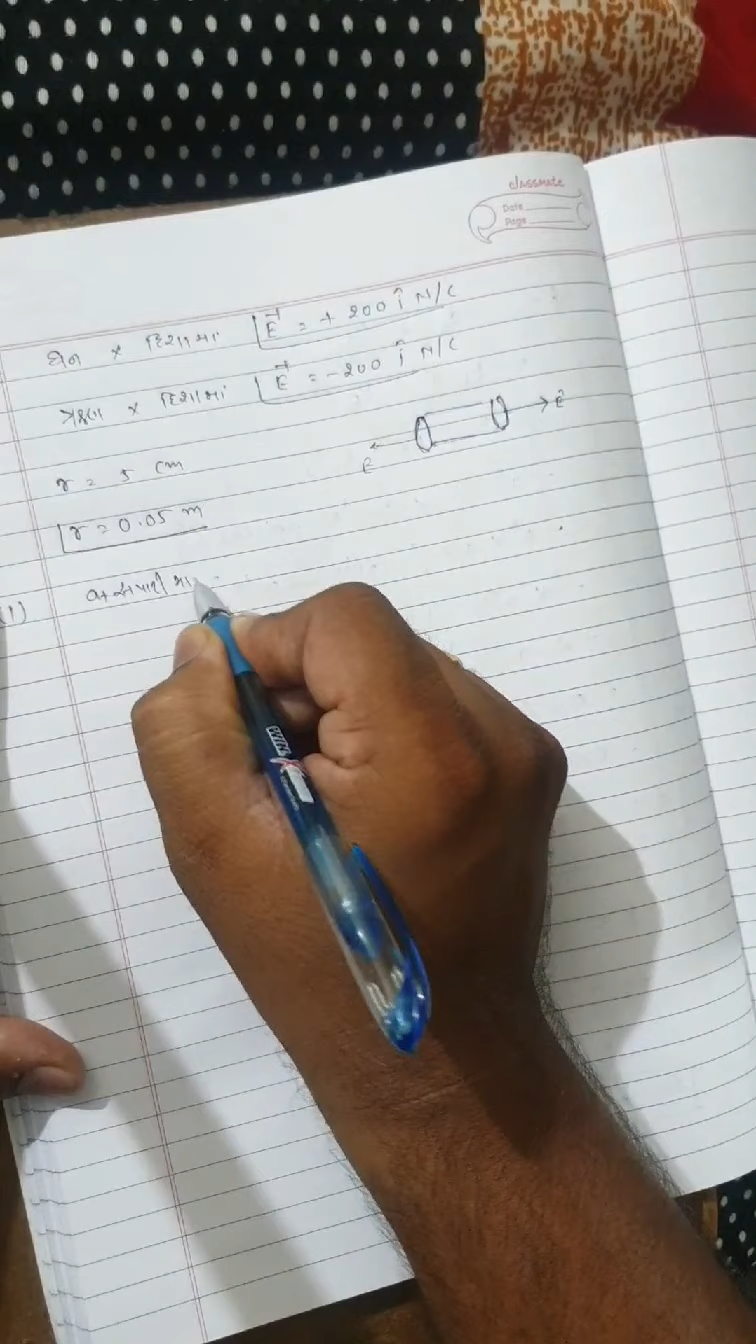 classmate
Date
Page
ધન x દિશામાં E⃗ = + 200 î N/C
ઋણ x દિશામાં E⃗ = - 200 î N/C
E⃗
E⃗
r = 5 cm
r = 0.05 m
(1)